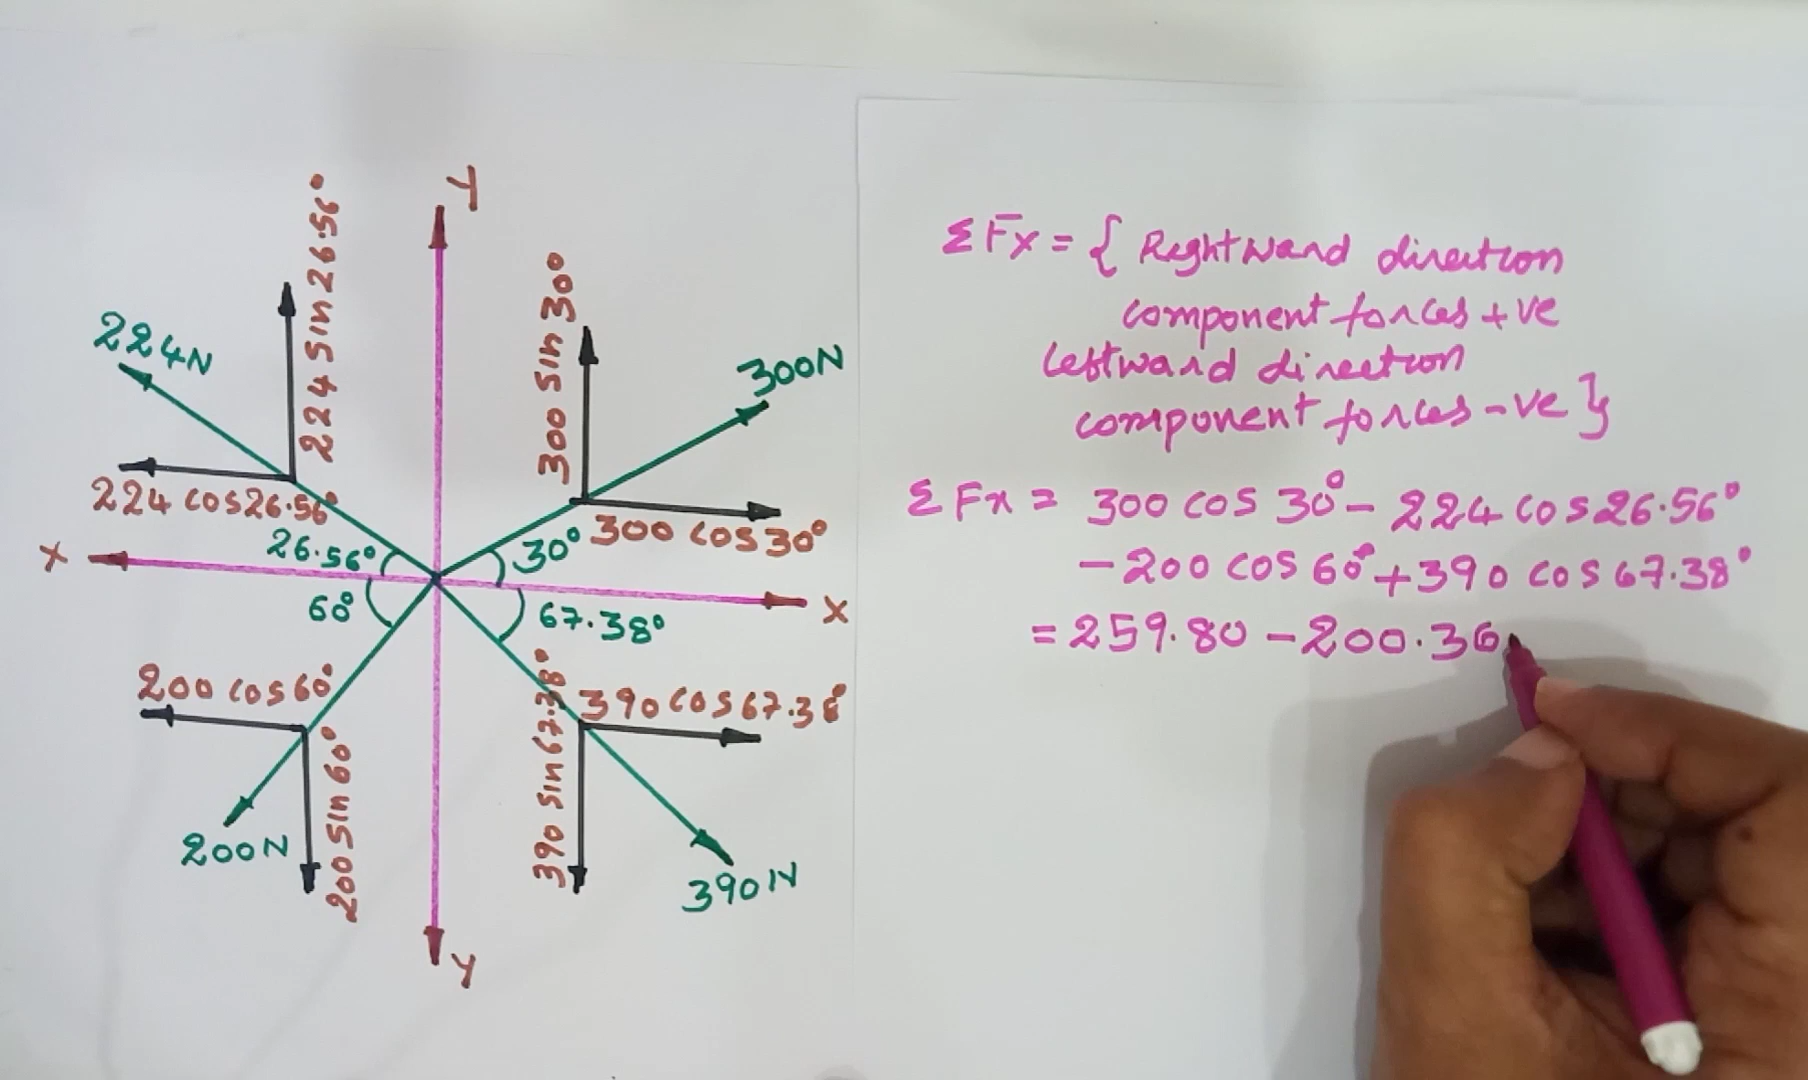 Y
224 sin 26.56°
300 sin 30°
224N
300N
224 cos 26.56°
300 cos 30°
26.56°
30°
X
X
60°
67.38°
200 cos 60°
390 cos 67.38°
200 sin 60°
390 sin 67.38°
200N
390N
Y
ΣFx = { Rightward direction
component forces +ve
leftward direction
component forces -ve }
ΣFx = 300 cos 30° - 224 cos 26.56°
- 200 cos 60° + 390 cos 67.38°
= 259.80 - 200.36